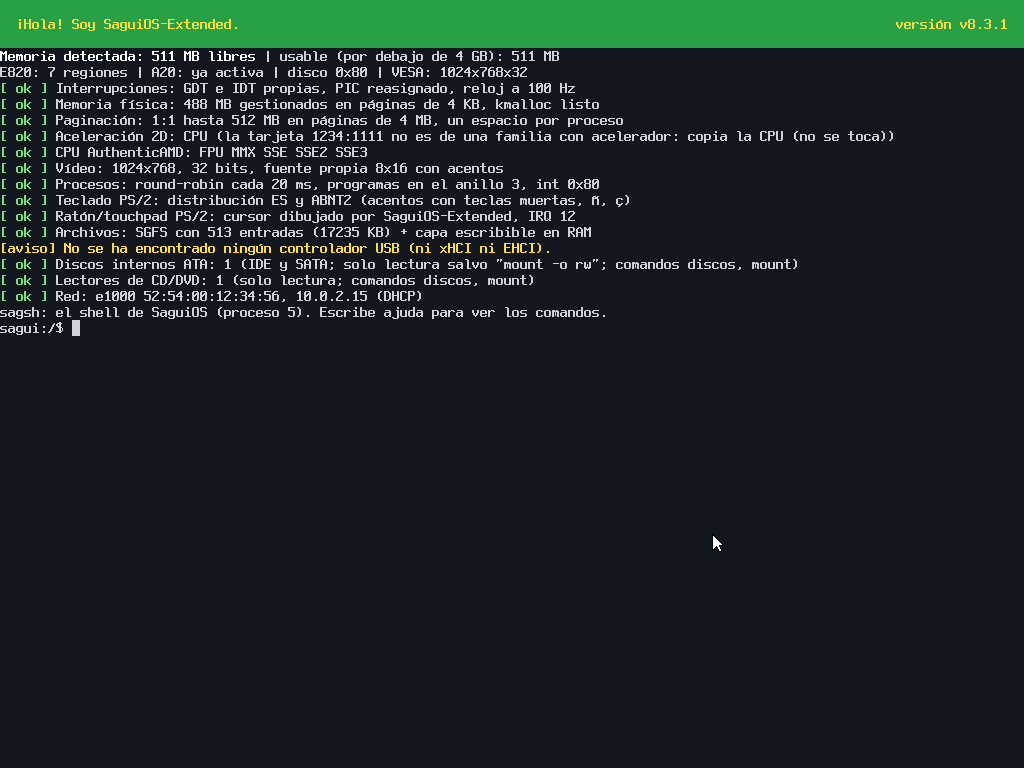 ¡Hola! Soy SaguiOS-Extended. versión v8.3.1
Memoria detectada: 511 MB libres | usable (por debajo de 4 GB): 511 MB
E820: 7 regiones | A20: ya activa | disco 0x80 | VESA: 1024x768x32
[ ok ] Interrupciones: GDT e IDT propias, PIC reasignado, reloj a 100 Hz
[ ok ] Memoria física: 488 MB gestionados en páginas de 4 KB, kmalloc listo
[ ok ] Paginación: 1:1 hasta 512 MB en páginas de 4 MB, un espacio por proceso
[ ok ] Aceleración 2D: CPU (la tarjeta 1234:1111 no es de una familia con acelerador: copia la CPU (no se toca))
[ ok ] CPU AuthenticAMD: FPU MMX SSE SSE2 SSE3
[ ok ] Vídeo: 1024x768, 32 bits, fuente propia 8x16 con acentos
[ ok ] Procesos: round-robin cada 20 ms, programas en el anillo 3, int 0x80
[ ok ] Teclado PS/2: distribución ES y ABNT2 (acentos con teclas muertas, ñ, ç)
[ ok ] Ratón/touchpad PS/2: cursor dibujado por SaguiOS-Extended, IRQ 12
[ ok ] Archivos: SGFS con 513 entradas (17235 KB) + capa escribible en RAM
[aviso] No se ha encontrado ningún controlador USB (ni xHCI ni EHCI).
[ ok ] Discos internos ATA: 1 (IDE y SATA; solo lectura salvo "mount -o rw"; comandos discos, mount)
[ ok ] Lectores de CD/DVD: 1 (solo lectura; comandos discos, mount)
[ ok ] Red: e1000 52:54:00:12:34:56, 10.0.2.15 (DHCP)
sagsh: el shell de SaguiOS (proceso 5). Escribe ajuda para ver los comandos.
sagui:/$